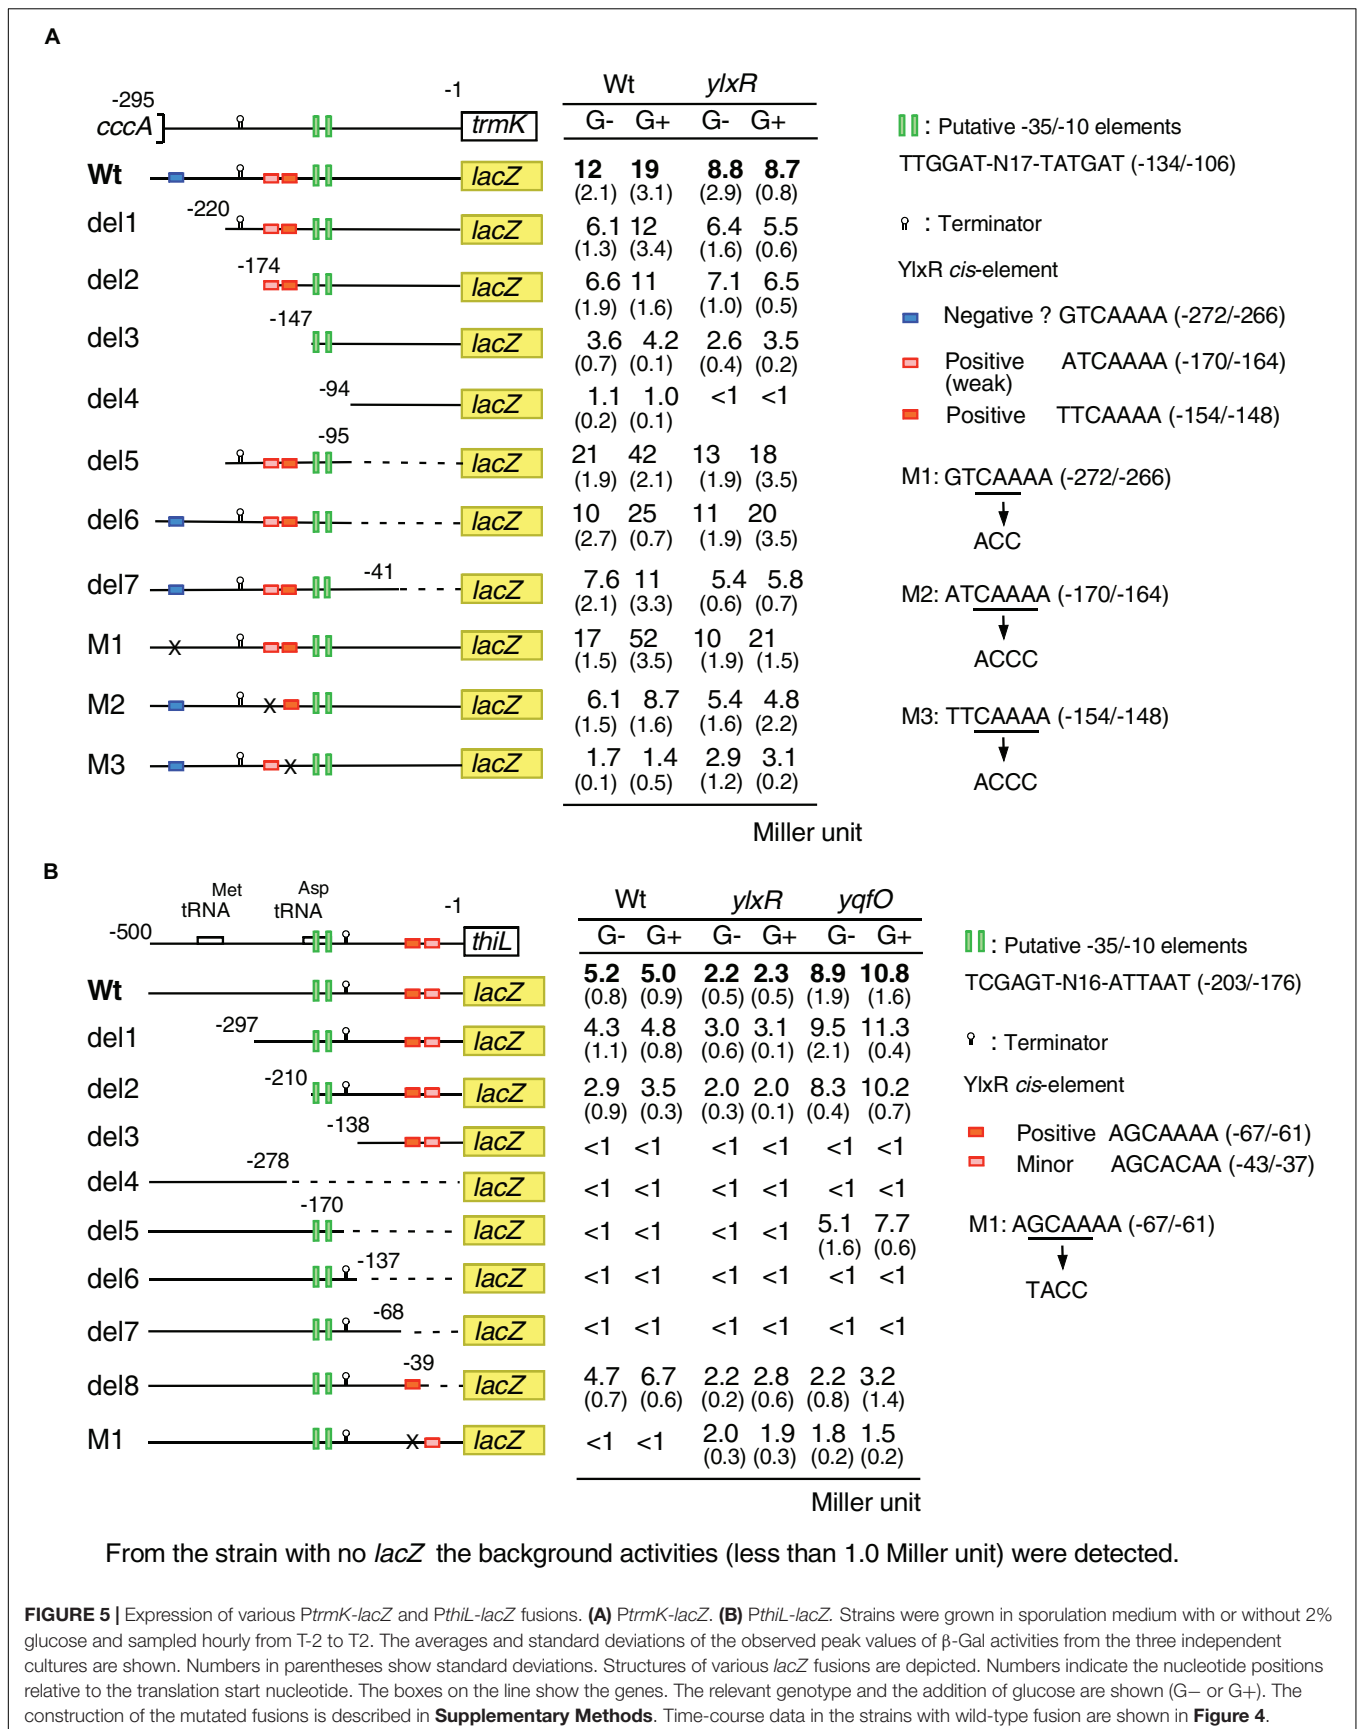 A
-295 -1 Wt ylxR
cccA trmK G- G+ G- G+
Wt lacZ 12 19 8.8 8.7
(2.1) (3.1) (2.9) (0.8)
del1 -220 lacZ 6.1 12 6.4 5.5
(1.3) (3.4) (1.6) (0.6)
del2 -174 lacZ 6.6 11 7.1 6.5
(1.9) (1.6) (1.0) (0.5)
del3 -147 lacZ 3.6 4.2 2.6 3.5
(0.7) (0.1) (0.4) (0.2)
del4 -94 lacZ 1.1 1.0 <1 <1
(0.2) (0.1)
del5 -95 lacZ 21 42 13 18
(1.9) (2.1) (1.9) (3.5)
del6 lacZ 10 25 11 20
(2.7) (0.7) (1.9) (3.5)
del7 -41 lacZ 7.6 11 5.4 5.8
(2.1) (3.3) (0.6) (0.7)
M1 X lacZ 17 52 10 21
(1.5) (3.5) (1.9) (1.5)
M2 X lacZ 6.1 8.7 5.4 4.8
(1.5) (1.6) (1.6) (2.2)
M3 X lacZ 1.7 1.4 2.9 3.1
(0.1) (0.5) (1.2) (0.2)
Miller unit
: Putative -35/-10 elements
TTGGAT-N17-TATGAT (-134/-106)
: Terminator
YlxR cis-element
Negative ? GTCAAAA (-272/-266)
Positive ATCAAAA (-170/-164)
(weak)
Positive TTCAAAA (-154/-148)
M1: GTCAAAA (-272/-266)
ACC
M2: ATCAAAA (-170/-164)
ACCC
M3: TTCAAAA (-154/-148)
ACCC
B
Met Asp
tRNA tRNA -1 Wt ylxR yqfO
-500 thiL G- G+ G- G+ G- G+
Wt lacZ 5.2 5.0 2.2 2.3 8.9 10.8
(0.8) (0.9) (0.5) (0.5) (1.9) (1.6)
del1 -297 lacZ 4.3 4.8 3.0 3.1 9.5 11.3
(1.1) (0.8) (0.6) (0.1) (2.1) (0.4)
del2 -210 lacZ 2.9 3.5 2.0 2.0 8.3 10.2
(0.9) (0.3) (0.3) (0.1) (0.4) (0.7)
del3 -138 lacZ <1 <1 <1 <1 <1 <1
del4 -278 lacZ <1 <1 <1 <1 <1 <1
del5 -170 lacZ <1 <1 <1 <1 5.1 7.7
(1.6) (0.6)
del6 -137 lacZ <1 <1 <1 <1 <1 <1
del7 -68 lacZ <1 <1 <1 <1 <1 <1
del8 -39 lacZ 4.7 6.7 2.2 2.8 2.2 3.2
(0.7) (0.6) (0.2) (0.6) (0.8) (1.4)
M1 X lacZ <1 <1 2.0 1.9 1.8 1.5
(0.3) (0.3) (0.2) (0.2)
Miller unit
: Putative -35/-10 elements
TCGAGT-N16-ATTAAT (-203/-176)
: Terminator
YlxR cis-element
Positive AGCAAAA (-67/-61)
Minor AGCACAA (-43/-37)
M1: AGCAAAA (-67/-61)
TACC
From the strain with no lacZ the background activities (less than 1.0 Miller unit) were detected.
FIGURE 5 | Expression of various PtrmK-lacZ and PthiL-lacZ fusions. (A) PtrmK-lacZ. (B) PthiL-lacZ. Strains were grown in sporulation medium with or without 2%
glucose and sampled hourly from T-2 to T2. The averages and standard deviations of the observed peak values of β-Gal activities from the three independent
cultures are shown. Numbers in parentheses show standard deviations. Structures of various lacZ fusions are depicted. Numbers indicate the nucleotide positions
relative to the translation start nucleotide. The boxes on the line show the genes. The relevant genotype and the addition of glucose are shown (G− or G+). The
construction of the mutated fusions is described in Supplementary Methods. Time-course data in the strains with wild-type fusion are shown in Figure 4.